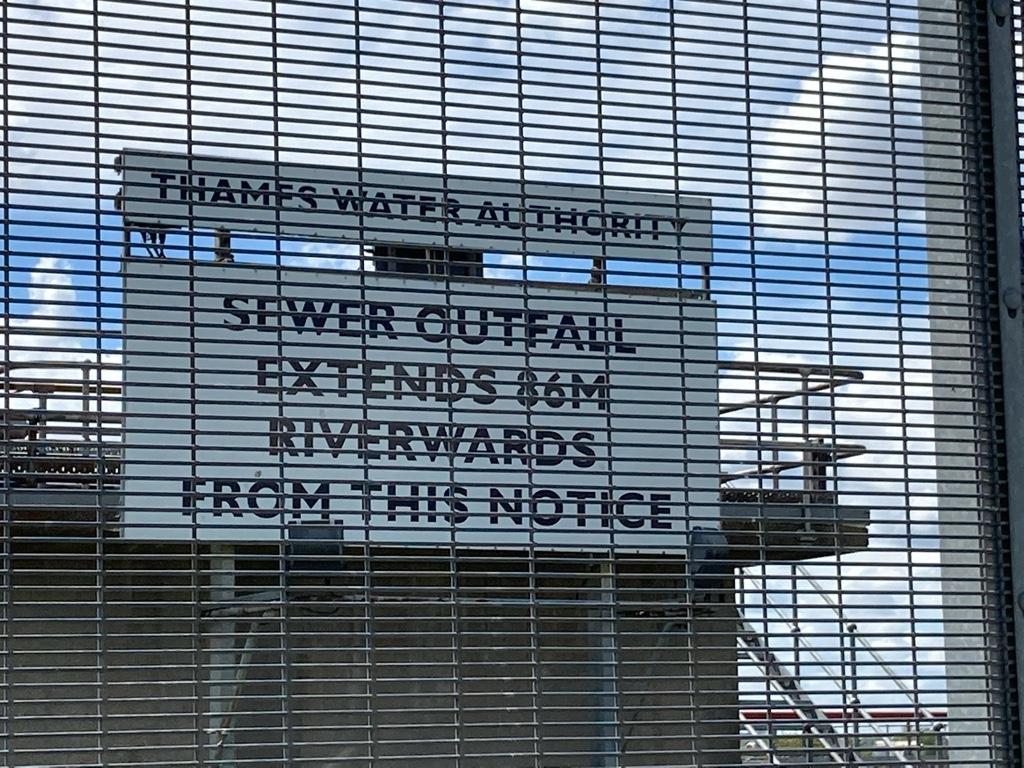 THAMES WATER AUTHORITY
SEWER OUTFALL
EXTENDS 86M
RIVERWARDS
FROM THIS NOTICE